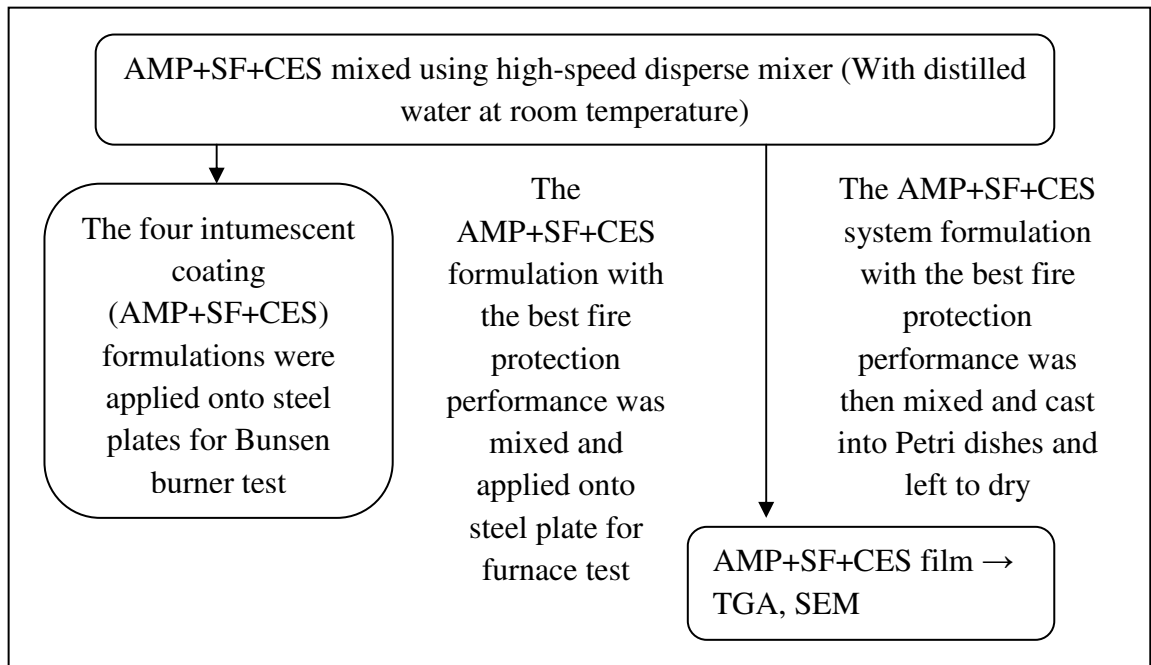 AMP+SF+CES mixed using high-speed disperse mixer (With distilled
water at room temperature)
The four intumescent
coating
(AMP+SF+CES)
formulations were
applied onto steel
plates for Bunsen
burner test
The
AMP+SF+CES
formulation with
the best fire
protection
performance was
mixed and
applied onto
steel plate for
furnace test
The AMP+SF+CES
system formulation
with the best fire
protection
performance was
then mixed and cast
into Petri dishes and
left to dry
AMP+SF+CES film →
TGA, SEM